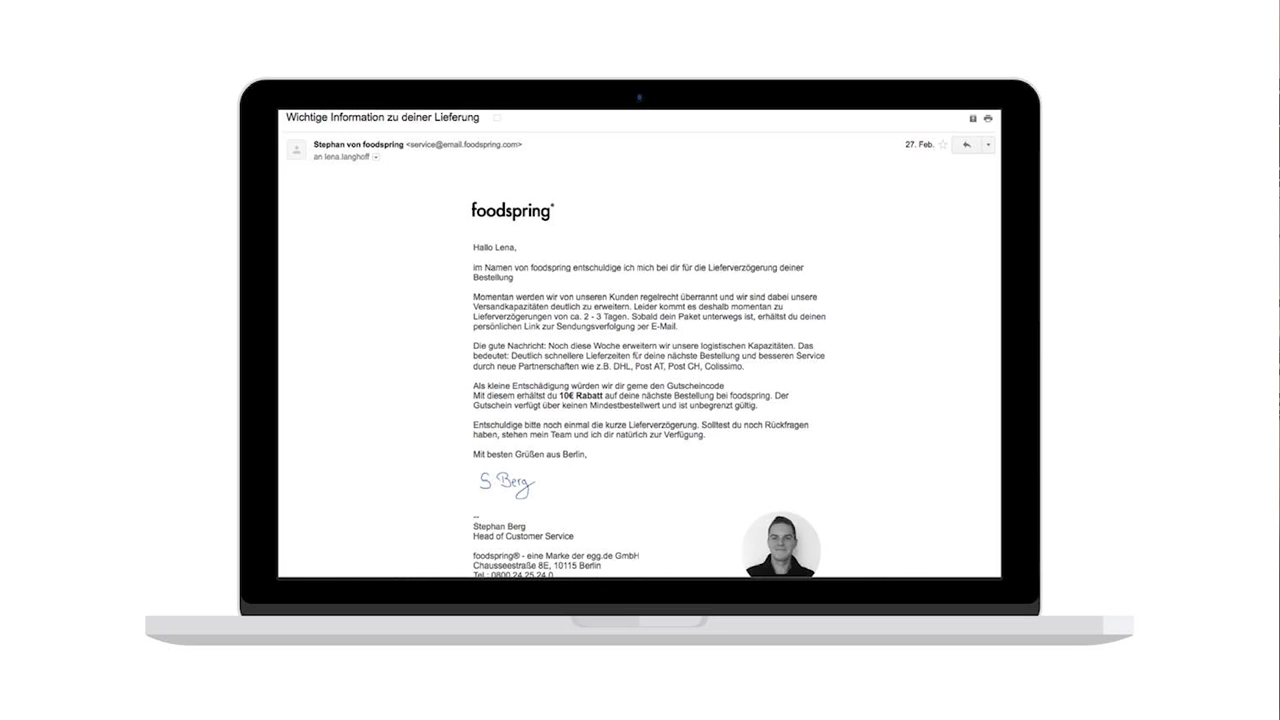 Wichtige Information zu deiner Lieferung
Stephan von foodspring <service@email.foodspring.com>
27. Feb.
an lena.langhoff
foodspring®
Hallo Lena,
im Namen von foodspring entschuldige ich mich bei dir für die Lieferverzögerung deiner
Bestellung
Momentan werden wir von unseren Kunden regelrecht überrannt und wir sind dabei unsere
Versandkapazitäten deutlich zu erweitern. Leider kommt es deshalb momentan zu
Lieferverzögerungen von ca. 2 - 3 Tagen. Sobald dein Paket unterwegs ist, erhältst du deinen
persönlichen Link zur Sendungsverfolgung per E-Mail.
Die gute Nachricht: Noch diese Woche erweitern wir unsere logistischen Kapazitäten. Das
bedeutet: Deutlich schnellere Lieferzeiten für deine nächste Bestellung und besseren Service
durch neue Partnerschaften wie z.B. DHL, Post AT, Post CH, Colissimo.
Als kleine Entschädigung würden wir dir gerne den Gutscheincode
Mit diesem erhältst du 10€ Rabatt auf deine nächste Bestellung bei foodspring. Der
Gutschein verfügt über keinen Mindestbestellwert und ist unbegrenzt gültig.
Entschuldige bitte noch einmal die kurze Lieferverzögerung. Solltest du noch Rückfragen
haben, stehen mein Team und ich dir natürlich zur Verfügung.
Mit besten Grüßen aus Berlin,
S Berg
--
Stephan Berg
Head of Customer Service
foodspring® - eine Marke der egg.de GmbH
Chausseestraße 8E, 10115 Berlin
Tel.: 0800 24 25 24 0